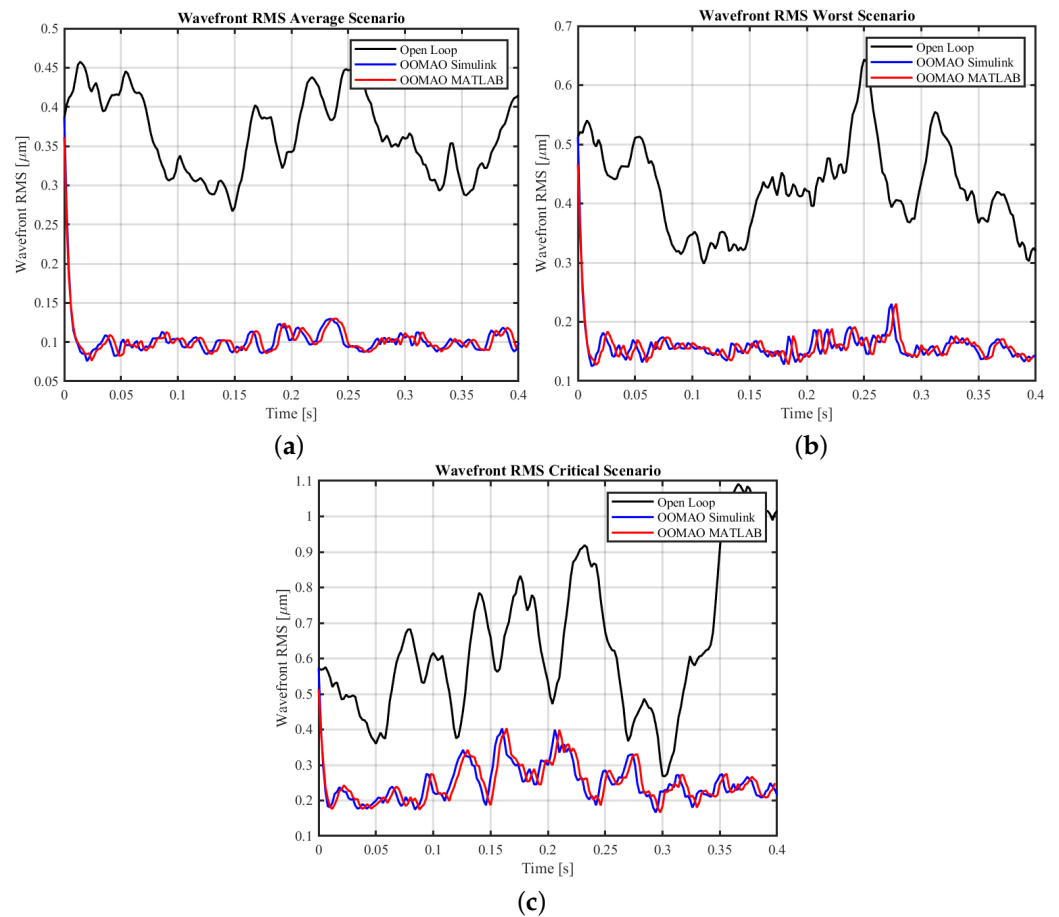 Wavefront RMS Average Scenario
Open Loop
OOMAO Simulink
OOMAO MATLAB
Wavefront RMS [μm]
0.5
0.45
0.4
0.35
0.3
0.25
0.2
0.15
0.1
0.05
0 0.05 0.1 0.15 0.2 0.25 0.3 0.35 0.4
Time [s]
(a)
Wavefront RMS Worst Scenario
Open Loop
OOMAO Simulink
OOMAO MATLAB
Wavefront RMS [μm]
0.7
0.6
0.5
0.4
0.3
0.2
0.1
0 0.05 0.1 0.15 0.2 0.25 0.3 0.35 0.4
Time [s]
(b)
Wavefront RMS Critical Scenario
Open Loop
OOMAO Simulink
OOMAO MATLAB
Wavefront RMS [μm]
1.1
1
0.9
0.8
0.7
0.6
0.5
0.4
0.3
0.2
0.1
0 0.05 0.1 0.15 0.2 0.25 0.3 0.35 0.4
Time [s]
(c)